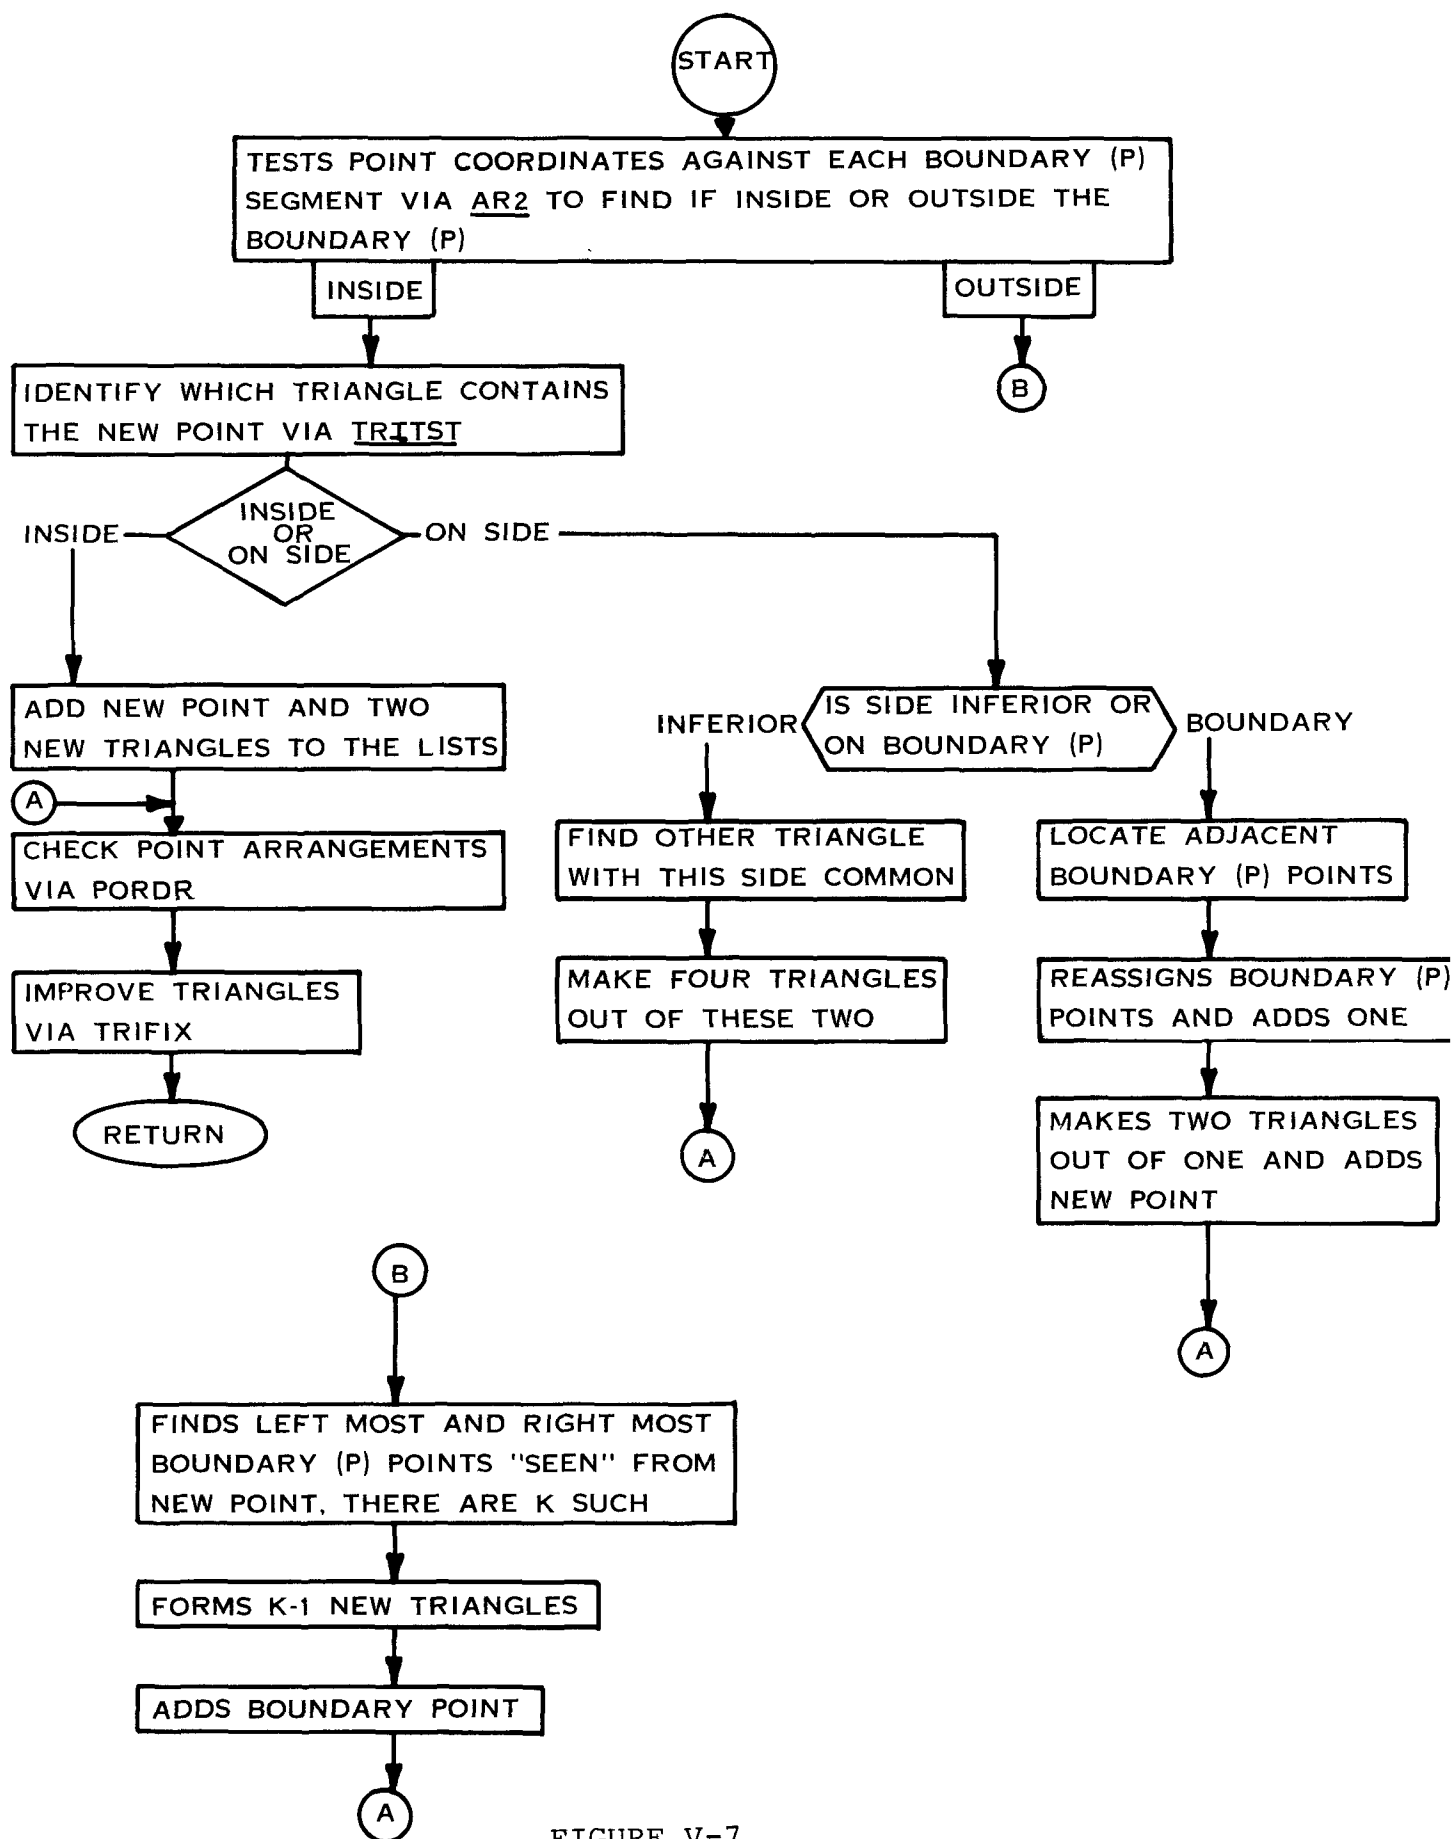 START
TESTS POINT COORDINATES AGAINST EACH BOUNDARY (P)
SEGMENT VIA AR2 TO FIND IF INSIDE OR OUTSIDE THE
BOUNDARY (P)
INSIDE
OUTSIDE
B
IDENTIFY WHICH TRIANGLE CONTAINS
THE NEW POINT VIA TRITST
INSIDE
INSIDE
OR
ON SIDE
ON SIDE
ADD NEW POINT AND TWO
NEW TRIANGLES TO THE LISTS
A
CHECK POINT ARRANGEMENTS
VIA PORDR
IMPROVE TRIANGLES
VIA TRIFIX
RETURN
INFERIOR
IS SIDE INFERIOR OR
ON BOUNDARY (P)
BOUNDARY
FIND OTHER TRIANGLE
WITH THIS SIDE COMMON
MAKE FOUR TRIANGLES
OUT OF THESE TWO
A
LOCATE ADJACENT
BOUNDARY (P) POINTS
REASSIGNS BOUNDARY (P)
POINTS AND ADDS ONE
MAKES TWO TRIANGLES
OUT OF ONE AND ADDS
NEW POINT
A
B
FINDS LEFT MOST AND RIGHT MOST
BOUNDARY (P) POINTS "SEEN" FROM
NEW POINT, THERE ARE K SUCH
FORMS K-1 NEW TRIANGLES
ADDS BOUNDARY POINT
A
FIGURE V-7